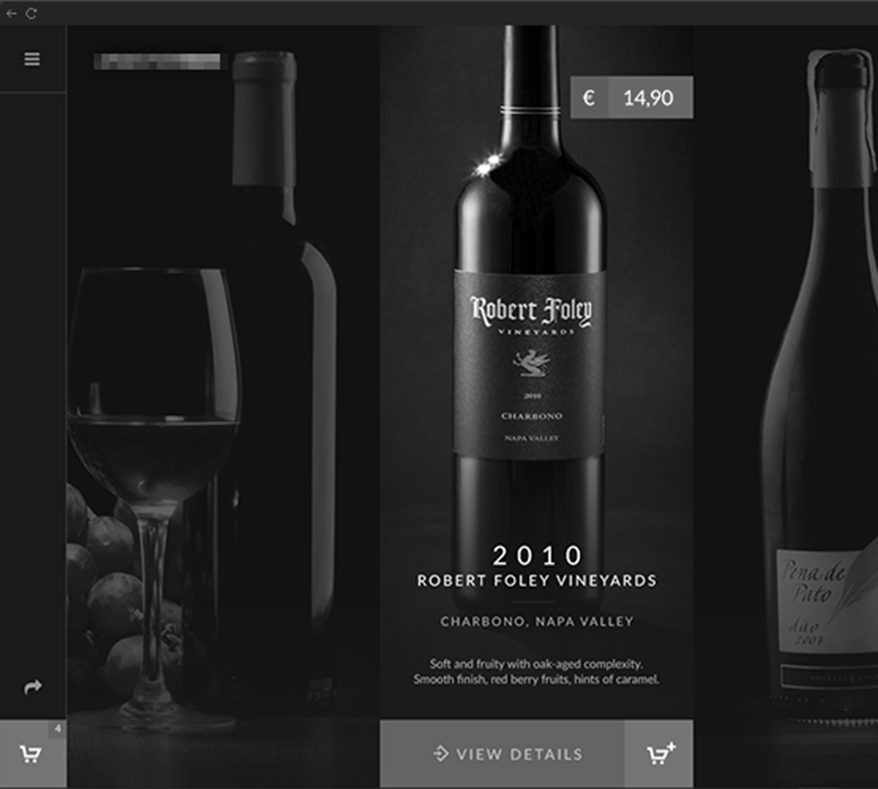 € 14,90
Robert Foley
VINEYARDS
2010
CHARBONO
NAPA VALLEY
2010
ROBERT FOLEY VINEYARDS
CHARBONO, NAPA VALLEY
Soft and fruity with oak-aged complexity.
Smooth finish, red berry fruits, hints of caramel.
4
VIEW DETAILS
Pena de
Pato
dão
2007